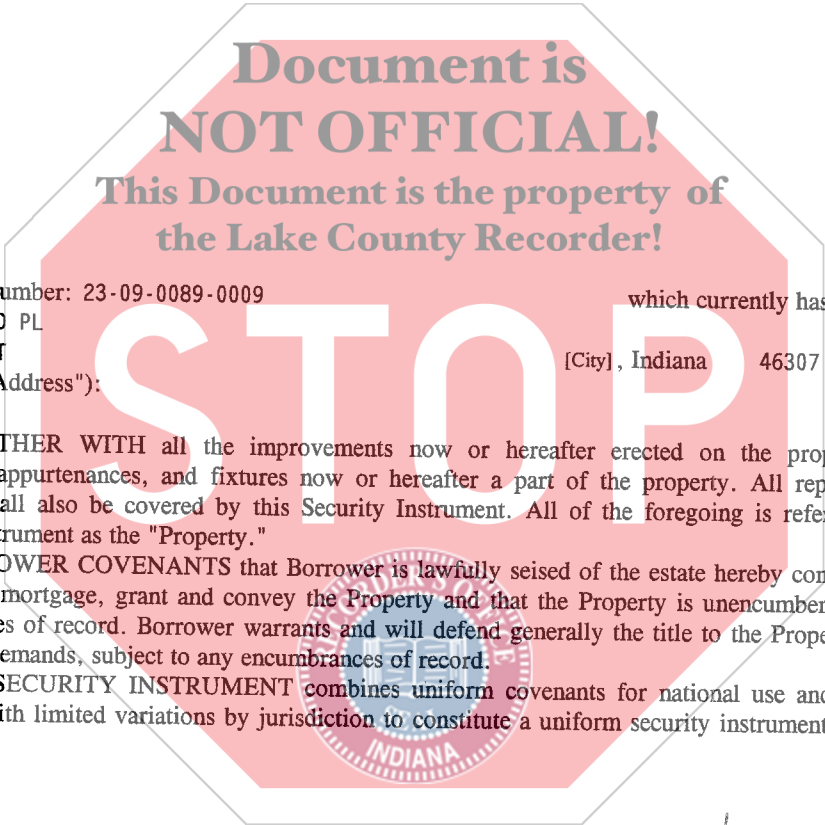 Document is
NOT OFFICIAL!
This Document is the property of
the Lake County Recorder!
umber: 23-09-0089-0009 which currently has
PL
[City], Indiana 46307
Address"):
STOP
THER WITH all the improvements now or hereafter erected on the prop
appurtenances, and fixtures now or hereafter a part of the property. All rep
all also be covered by this Security Instrument. All of the foregoing is refer
rument as the "Property."
OWER COVENANTS that Borrower is lawfully seised of the estate hereby con
mortgage, grant and convey the Property and that the Property is unencumber
es of record. Borrower warrants and will defend generally the title to the Prope
emands, subject to any encumbrances of record.
SECURITY INSTRUMENT combines uniform covenants for national use and
ith limited variations by jurisdiction to constitute a uniform security instrument
RECORDER'S OFFICE
SEAL
INDIANA